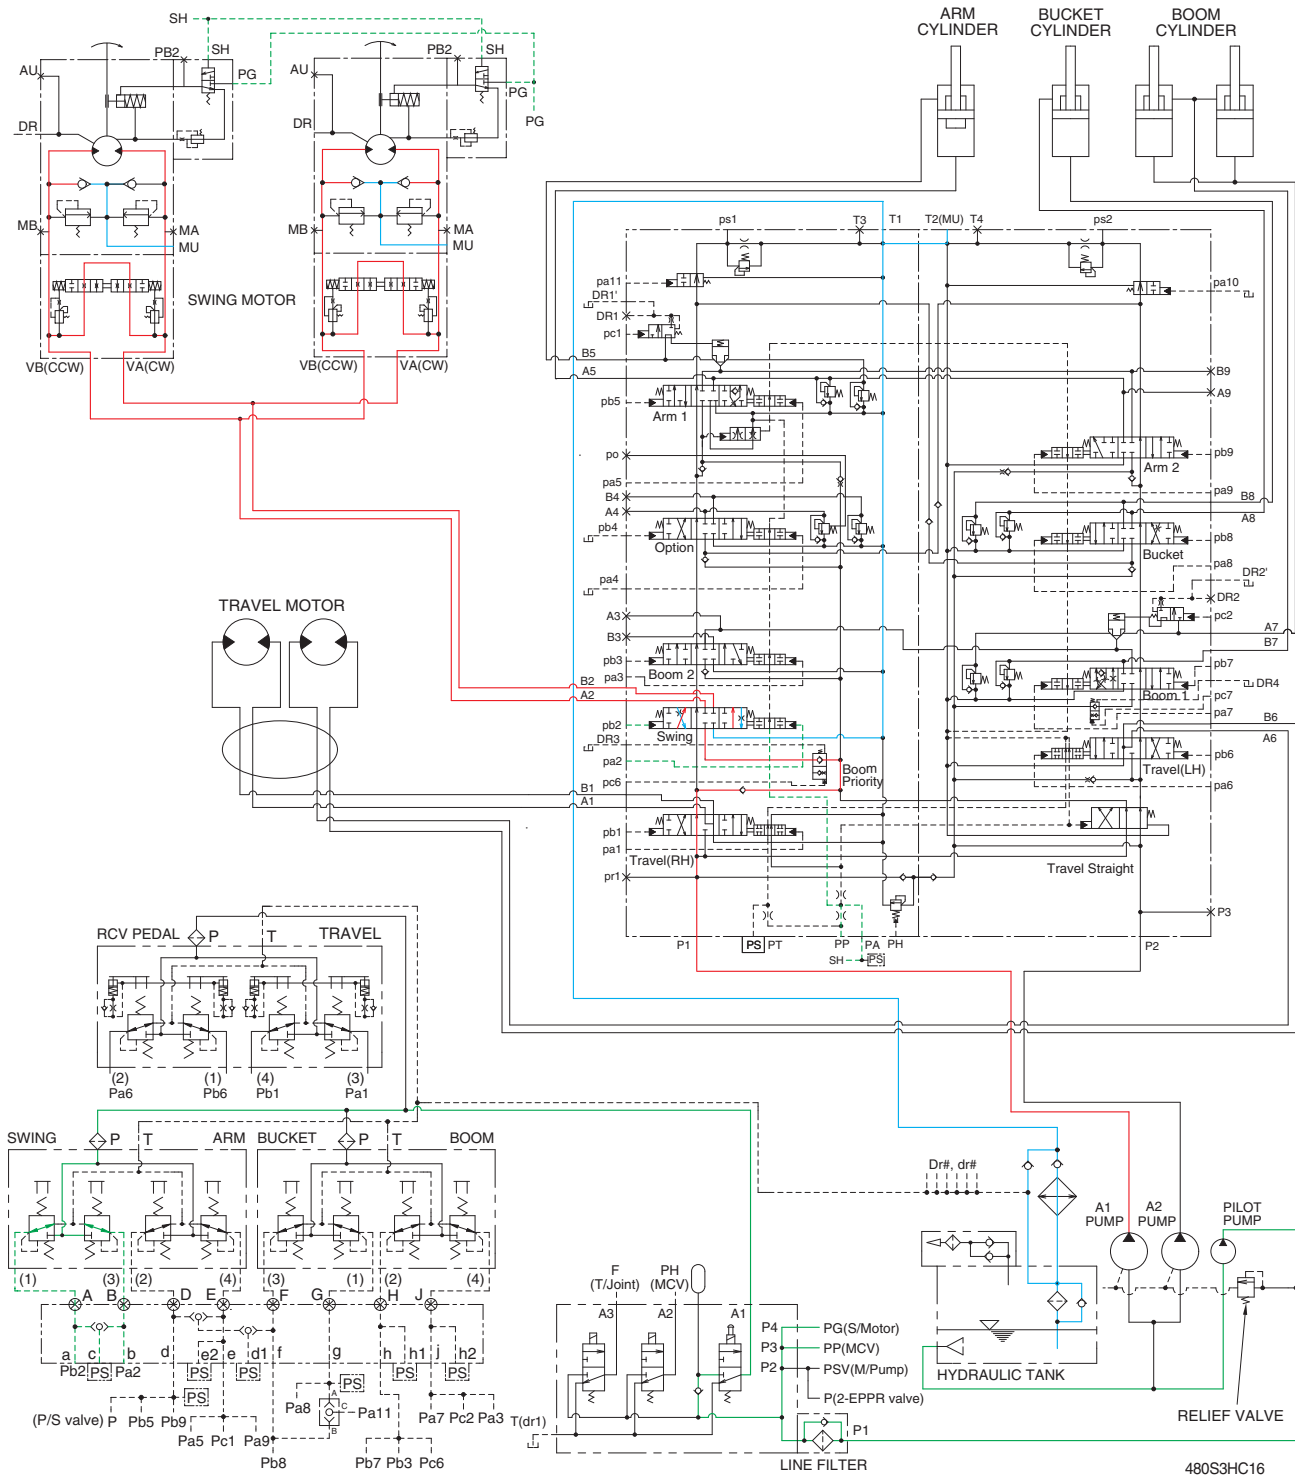 ARM CYLINDER
BUCKET CYLINDER
BOOM CYLINDER
SH
PB2
SH
PB2
SH
AU
PG
AU
PG
DR
DR
PG
MB
MA
MU
MB
MA
MU
SWING MOTOR
VB(CCW)
VA(CW)
VB(CCW)
VA(CW)
ps1
T3
T1
T2(MU)
T4
ps2
pa11
pa10
DR1'
DR1
pc1
B5
A5
B9
A9
pb5
Arm 1
po
pa5
Arm 2
pb9
pa9
B4
A4
pb4
Option
B8
A8
Bucket
pb8
pa8
pa4
DR2'
DR2
pc2
A3
B3
A7
B7
pb3
pa3
Boom 2
pb7
DR4
Boom 1
pc7
pa7
B2
A2
pb2
Swing
B6
A6
DR3
pa2
pc6
Boom Priority
Travel(LH)
pb6
pa6
B1
A1
pb1
pa1
Travel(RH)
Travel Straight
pr1
P3
P1
PS
PT
PP
PA
PH
P2
SH
PS
TRAVEL MOTOR
RCV PEDAL
P
T
TRAVEL
(2)
(1)
(4)
(3)
Pa6
Pb6
Pb1
Pa1
SWING
P
T
ARM
BUCKET
P
T
BOOM
(1)
(3)
(2)
(4)
(3)
(1)
(2)
(4)
A
B
D
E
F
G
H
J
a
c
b
d
e2
e
d1
f
g
h
h1
j
h2
Pb2
PS
Pa2
PS
PS
PS
PS
PS
PS
(P/S valve)
P
Pb5
Pb9
Pa8
A
C
B
Pa11
Pa7
Pc2
Pa3
Pa5
Pc1
Pa9
Pb8
Pb7
Pb3
Pc6
Dr#, dr#
A1 PUMP
A2 PUMP
PILOT PUMP
F (T/Joint)
PH (MCV)
A3
A2
A1
P4
P3
P2
PG(S/Motor)
PP(MCV)
PSV(M/Pump)
P(2-EPPR valve)
T(dr1)
P1
LINE FILTER
HYDRAULIC TANK
RELIEF VALVE
480S3HC16